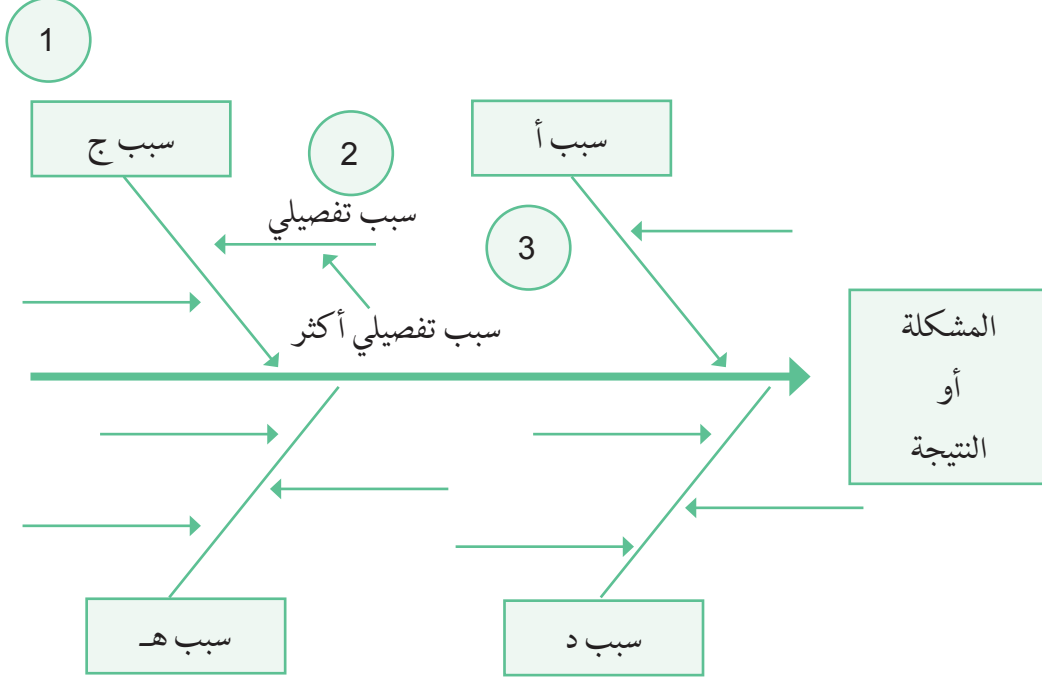 1
سبب أ
سبب ج
2
سبب تفصيلي
3
سبب تفصيلي أكثر
المشكلة
أو
النتيجة
سبب د
سبب هـ